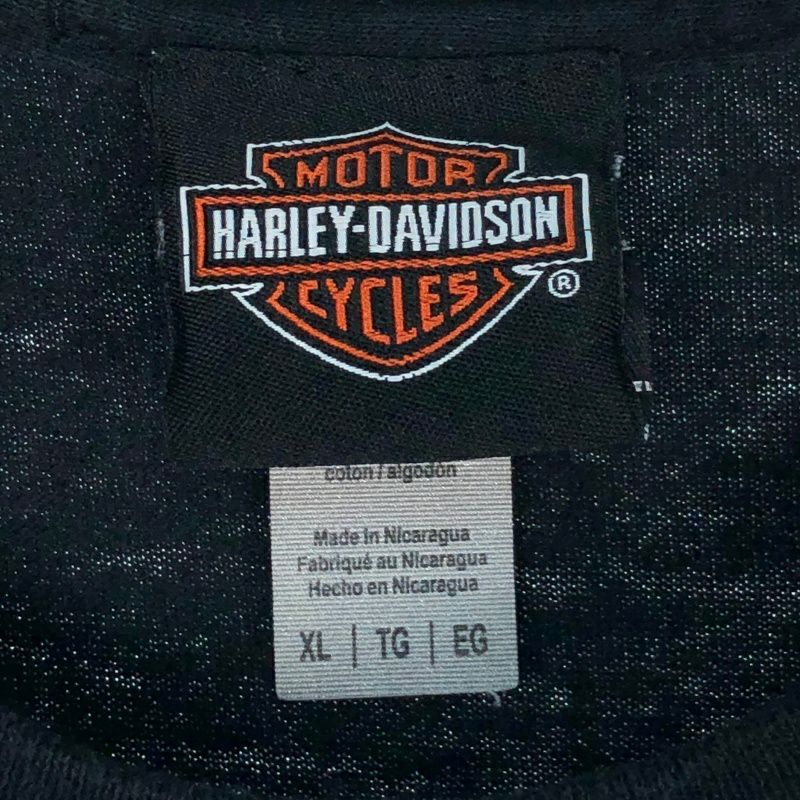 MOTOR
HARLEY-DAVIDSON
CYCLES
®
coton / algodón
Made in Nicaragua
Fabriqué au Nicaragua
Hecho en Nicaragua
XL | TG | EG